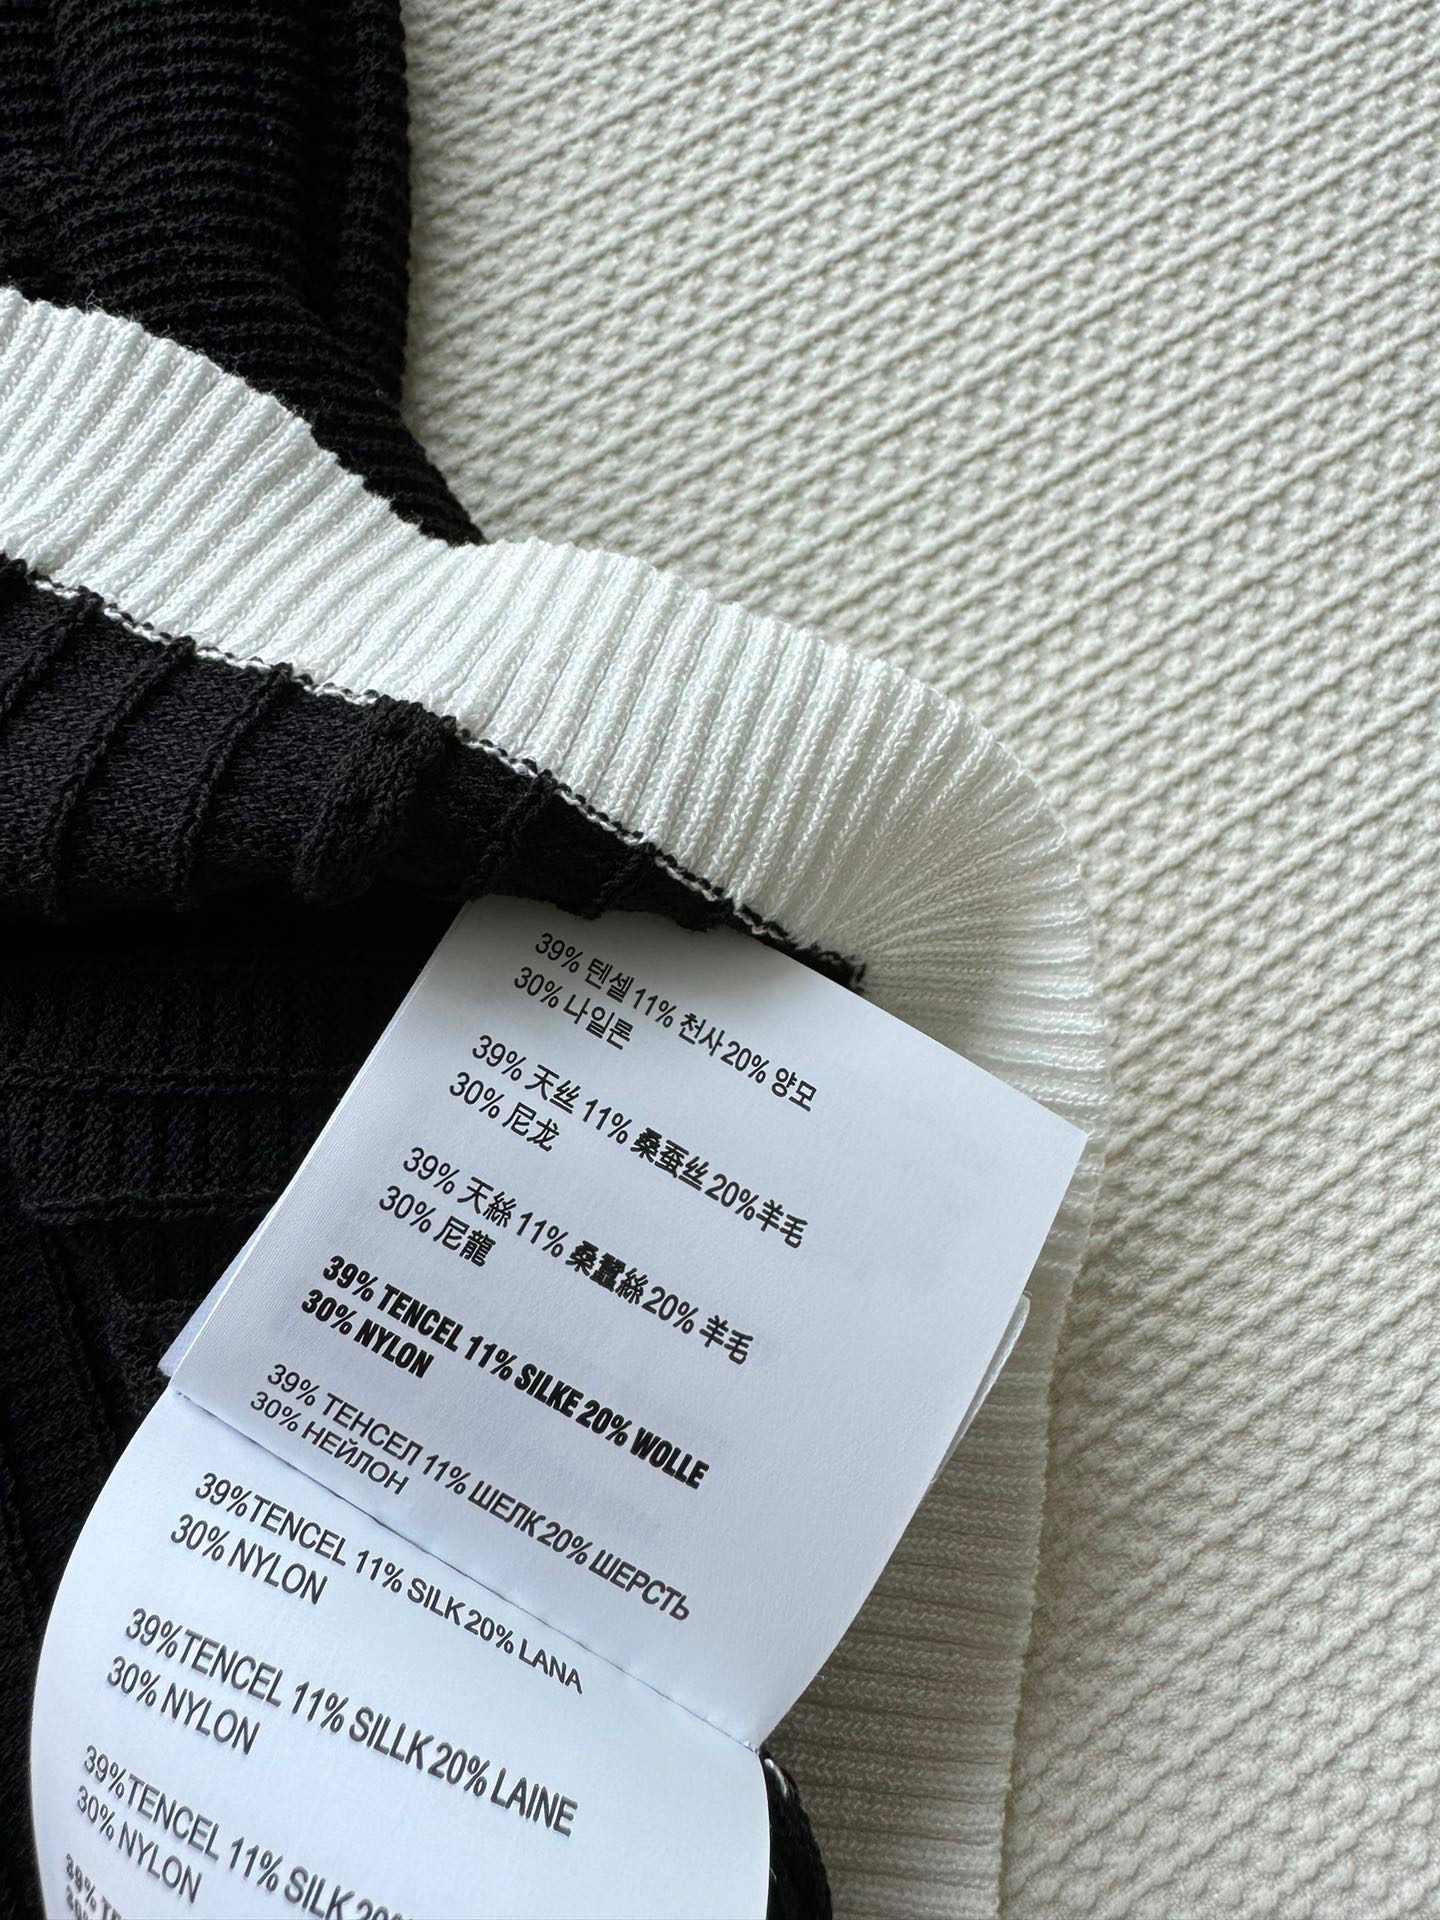 39% 텐셀 11% 천사 20% 양모
30% 나일론
39% 天丝 11% 桑蚕丝 20% 羊毛
30% 尼龙
39% 天絲 11% 桑蠶絲 20% 羊毛
30% 尼龍
39% TENCEL 11% SILKE 20% WOLLE
30% NYLON
39% ТЕНСЕЛ 11% ШЕЛК 20% ШЕРСТЬ
30% НЕЙЛОН
39%TENCEL 11% SILK 20% LANA
30% NYLON
39%TENCEL 11% SILLK 20% LAINE
30% NYLON
39%TENCEL 11% SILK 20%
30% NYLON
39%